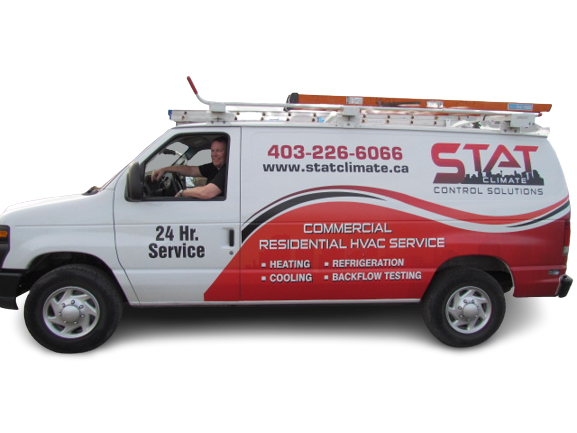 403-226-6066
www.statclimate.ca
STAT
CLIMATE
CONTROL SOLUTIONS
24 Hr.
Service
COMMERCIAL
RESIDENTIAL HVAC SERVICE
▪ HEATING ▪ REFRIGERATION
▪ COOLING ▪ BACKFLOW TESTING